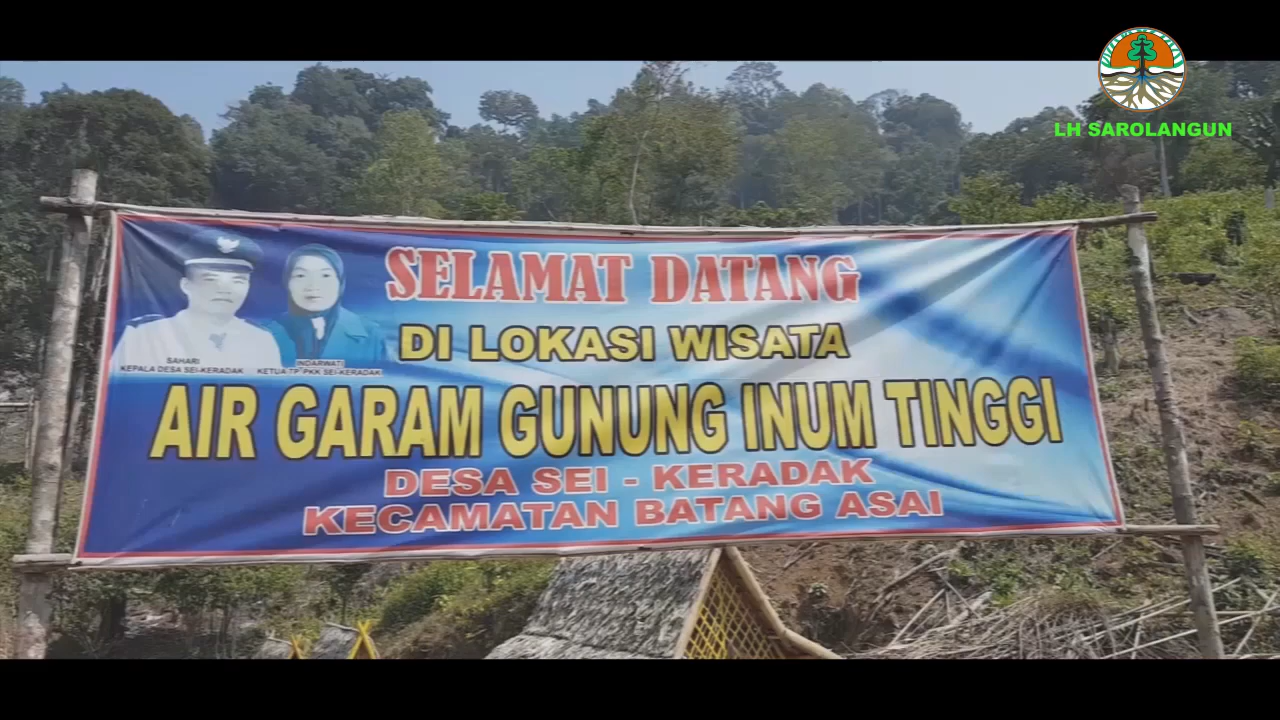 LH SAROLANGUN
SELAMAT DATANG
DI LOKASI WISATA
SAHARI
KEPALA DESA SEI-KERADAK
INDARWATI
KETUA TP PKK SEI-KERADAK
AIR GARAM GUNUNG INUM TINGGI
DESA SEI - KERADAK
KECAMATAN BATANG ASAI